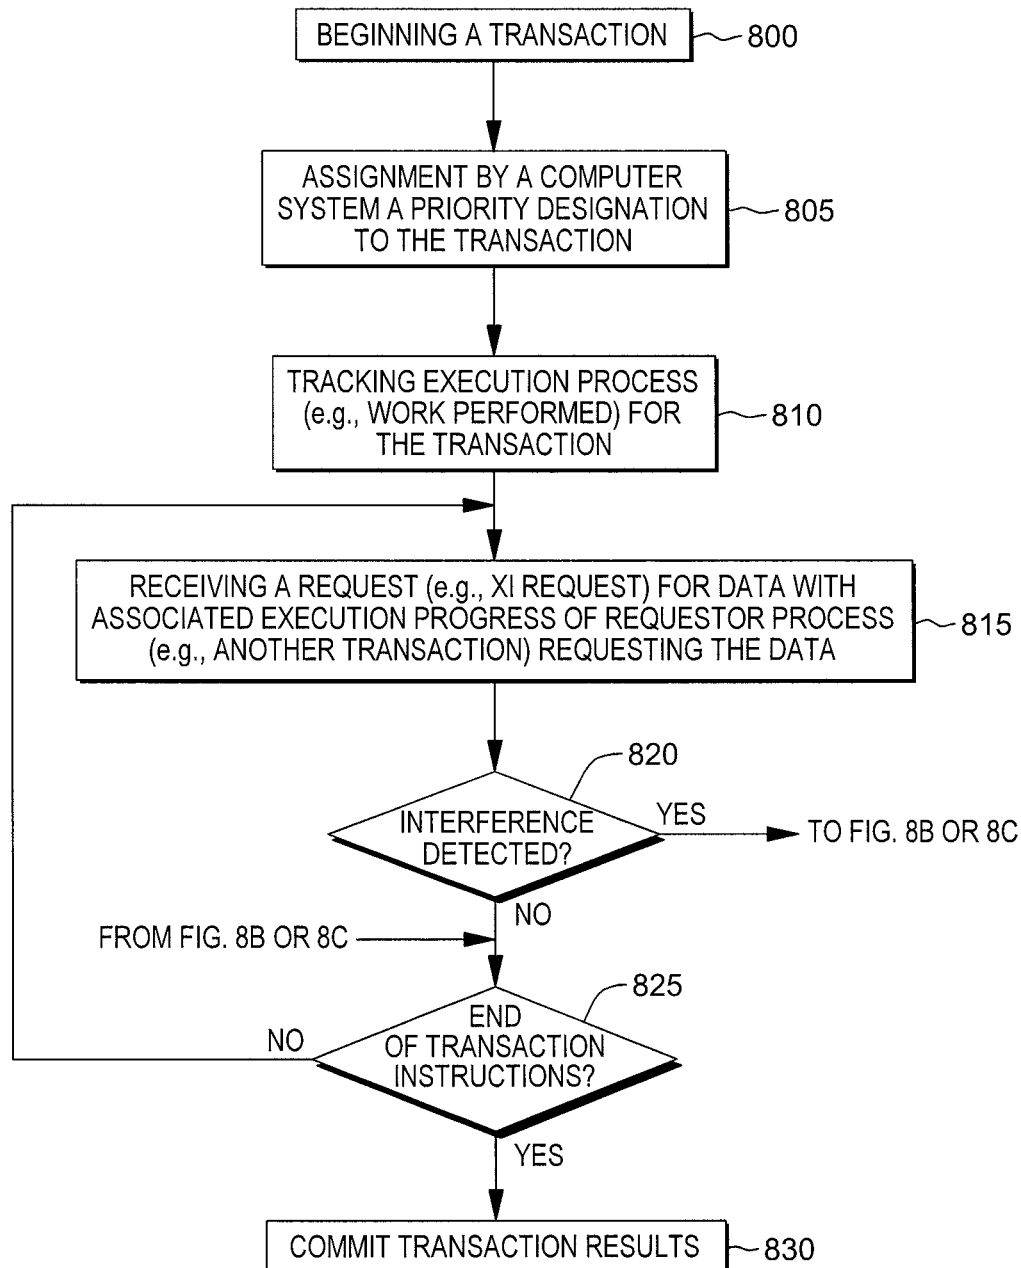 BEGINNING A TRANSACTION
800
ASSIGNMENT BY A COMPUTER
SYSTEM A PRIORITY DESIGNATION
TO THE TRANSACTION
805
TRACKING EXECUTION PROCESS
(e.g., WORK PERFORMED) FOR
THE TRANSACTION
810
RECEIVING A REQUEST (e.g., XI REQUEST) FOR DATA WITH
ASSOCIATED EXECUTION PROGRESS OF REQUESTOR PROCESS
(e.g., ANOTHER TRANSACTION) REQUESTING THE DATA
815
820
INTERFERENCE
DETECTED?
YES
TO FIG. 8B OR 8C
NO
FROM FIG. 8B OR 8C
825
END
OF TRANSACTION
INSTRUCTIONS?
NO
YES
COMMIT TRANSACTION RESULTS
830